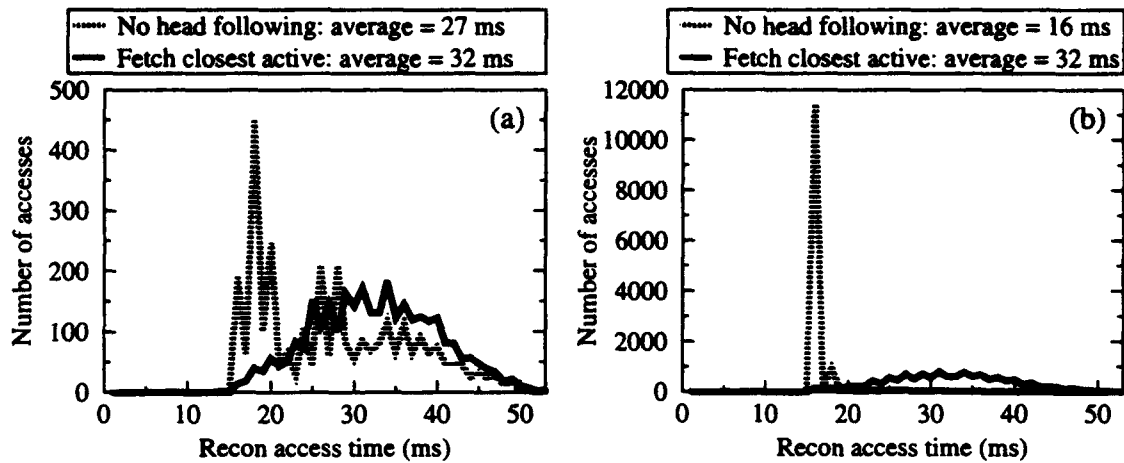 No head following: average = 27 ms
Fetch closest active: average = 32 ms
500
400
300
200
100
0
0 10 20 30 40 50
Number of accesses
Recon access time (ms)
(a)
No head following: average = 16 ms
Fetch closest active: average = 32 ms
12000
10000
8000
6000
4000
2000
0
0 10 20 30 40 50
Number of accesses
Recon access time (ms)
(b)